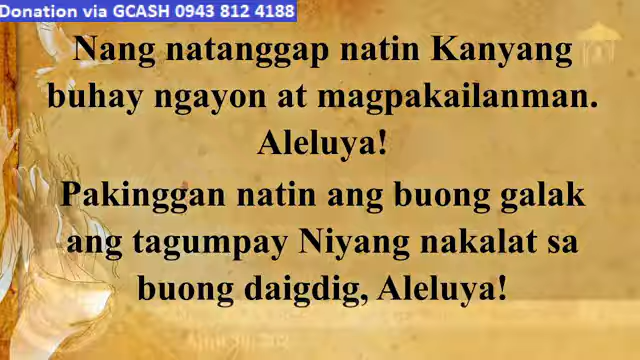 Donation via GCASH 0943 812 4188
Nang natanggap natin Kanyang
buhay ngayon at magpakailanman.
Aleluya!
Pakinggan natin ang buong galak
ang tagumpay Niyang nakalat sa
buong daigdig, Aleluya!